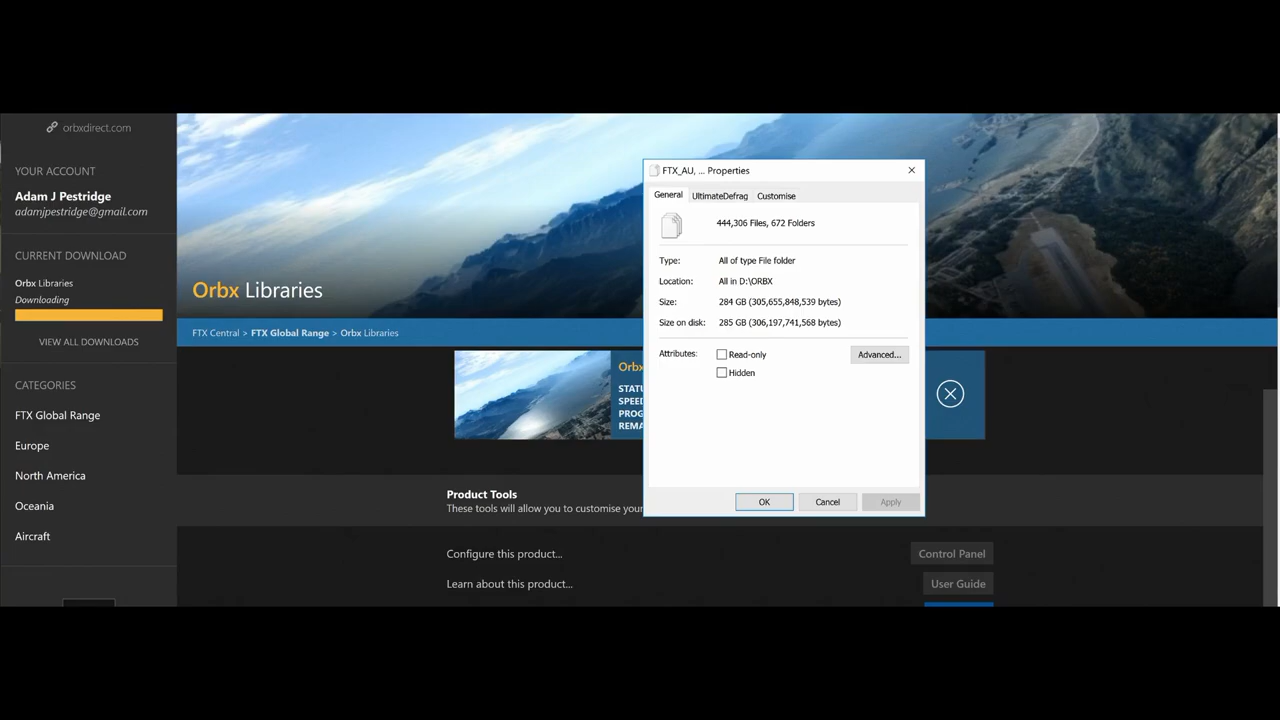 orbxdirect.com
YOUR ACCOUNT
Adam J Pestridge
adamjpestridge@gmail.com
CURRENT DOWNLOAD
Orbx Libraries
Downloading
VIEW ALL DOWNLOADS
CATEGORIES
FTX Global Range
Europe
North America
Oceania
Aircraft
Orbx Libraries
FTX Central > FTX Global Range > Orbx Libraries
Product Tools
These tools will allow you to customise your
Configure this product...
Control Panel
Learn about this product...
User Guide
FTX_AU, ... Properties
General
UltimateDefrag
Customise
444,306 Files, 672 Folders
Type: All of type File folder
Location: All in D:\ORBX
Size: 284 GB (305,655,848,539 bytes)
Size on disk: 285 GB (306,197,741,568 bytes)
Attributes: Read-only
Advanced...
Hidden
OK
Cancel
Apply